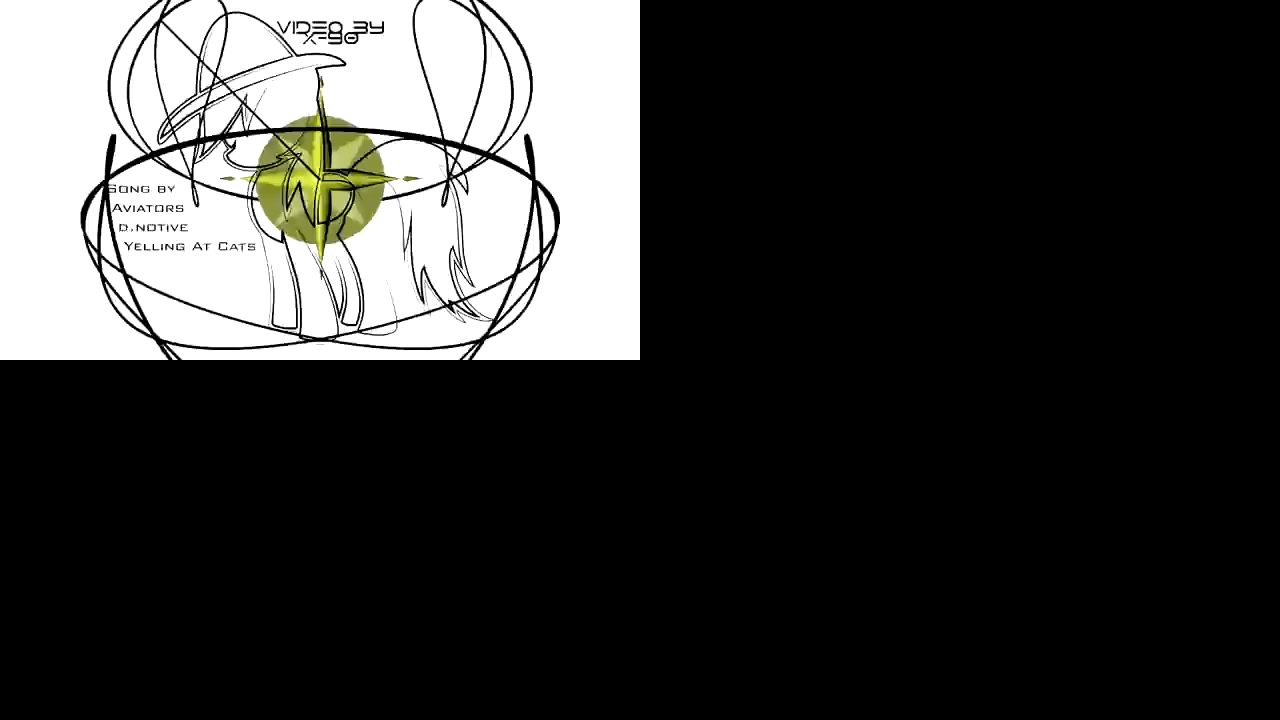 VIDEO BY
X-90
SONG BY
AVIATORS
D.NOTIVE
YELLING AT CATS